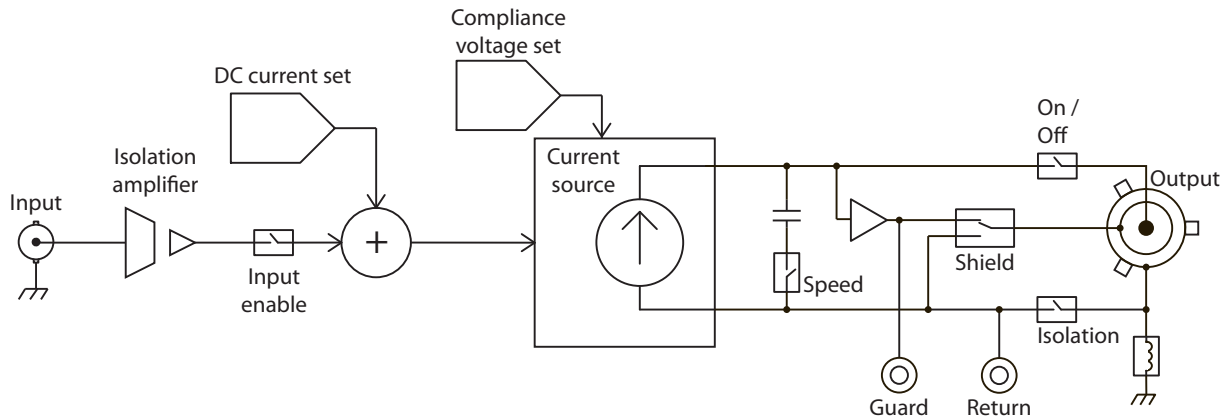 Compliance
voltage set
DC current set
On /
Off
Isolation
amplifier
Current
source
Output
Input
+
Input
enable
Speed
Shield
Isolation
Guard
Return